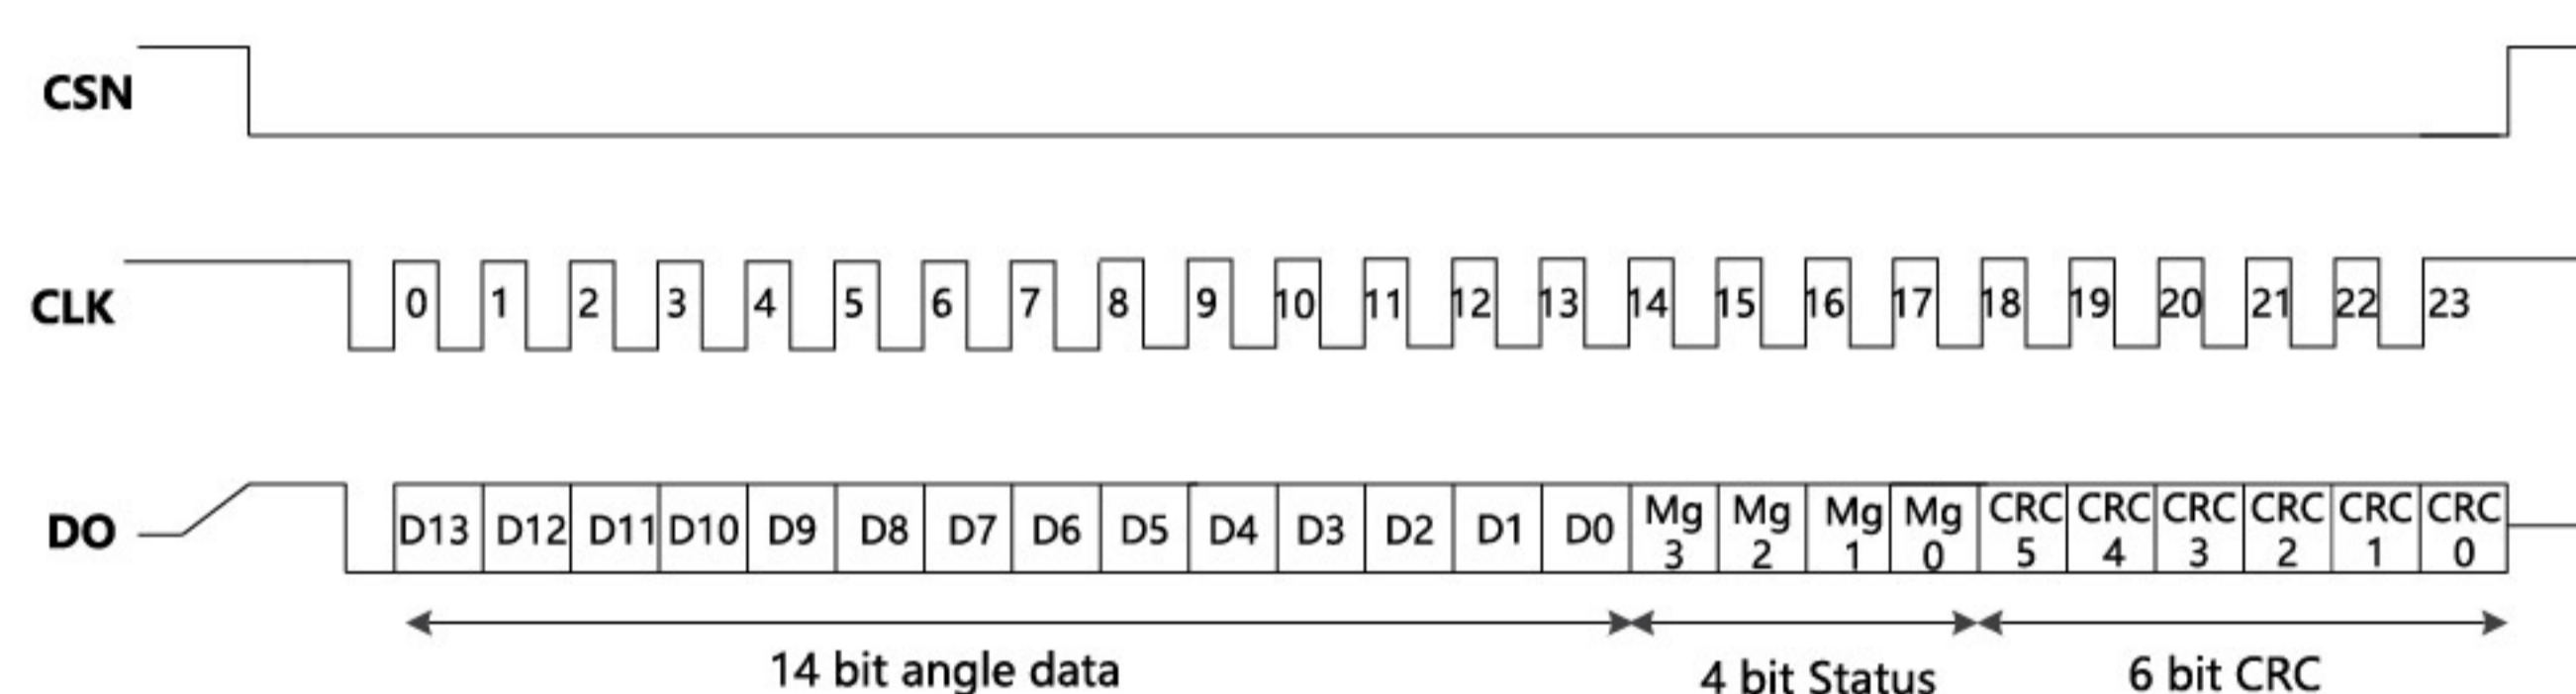 CSN
CLK
0 1 2 3 4 5 6 7 8 9 10 11 12 13 14 15 16 17 18 19 20 21 22 23
DO
D13 D12 D11 D10 D9 D8 D7 D6 D5 D4 D3 D2 D1 D0 Mg 3 Mg 2 Mg 1 Mg 0 CRC 5 CRC 4 CRC 3 CRC 2 CRC 1 CRC 0
14 bit angle data
4 bit Status
6 bit CRC